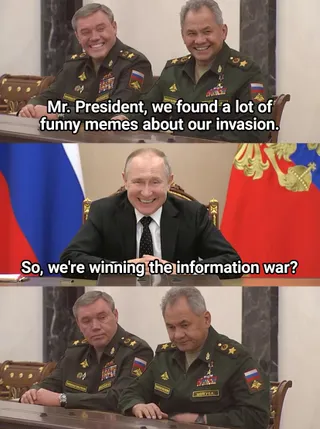 Mr. President, we found a lot of
funny memes about our invasion.
So, we're winning the information war?